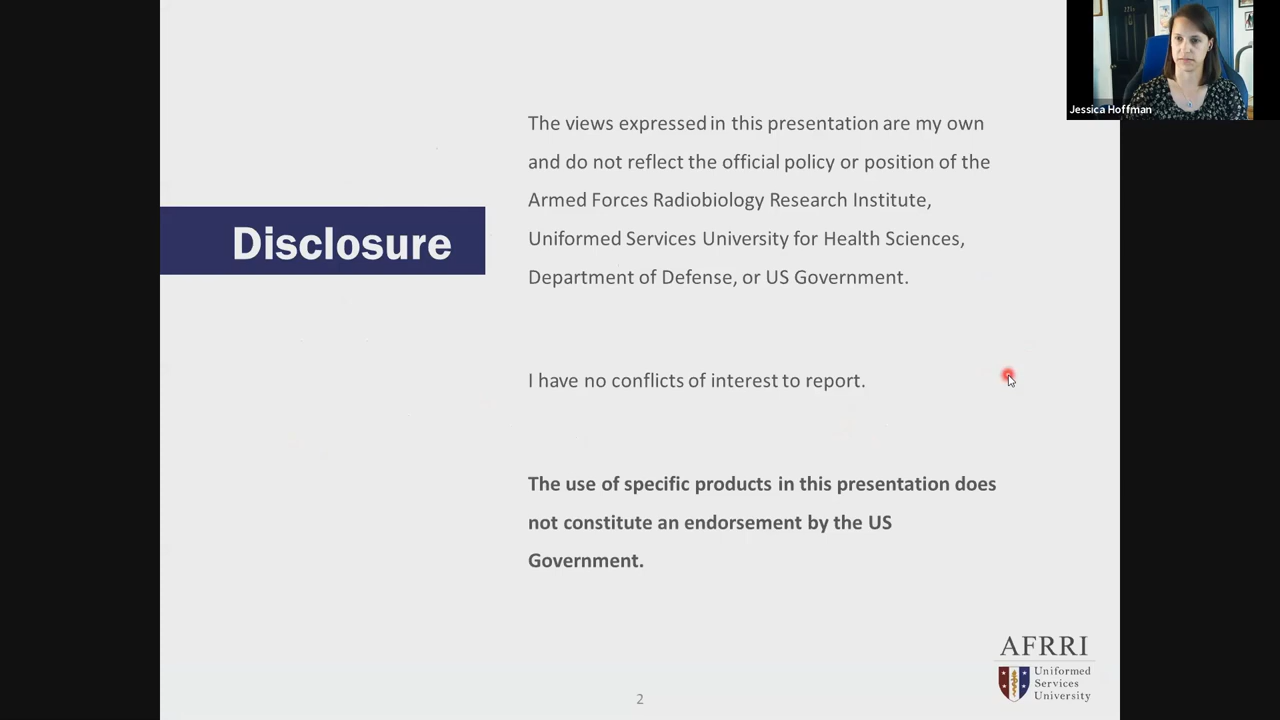 Jessica Hoffman
Disclosure
The views expressed in this presentation are my own
and do not reflect the official policy or position of the
Armed Forces Radiobiology Research Institute,
Uniformed Services University for Health Sciences,
Department of Defense, or US Government.
I have no conflicts of interest to report.
The use of specific products in this presentation does
not constitute an endorsement by the US
Government.
AFRRI
Uniformed
Services
University
2